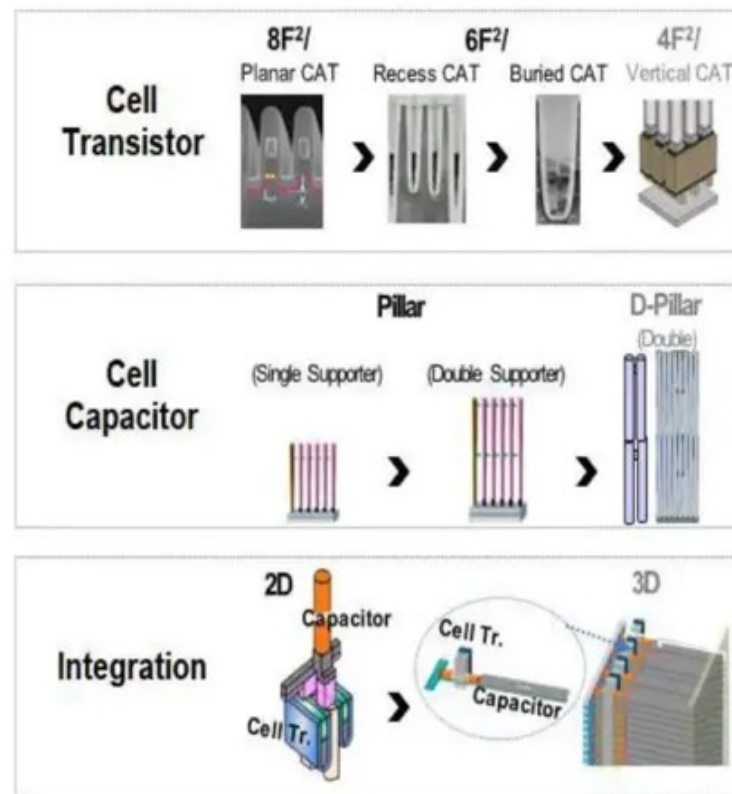 8F²/ 6F²/ 4F²/
Planar CAT Recess CAT Buried CAT Vertical CAT
Cell
Transistor
Pillar D-Pillar
(Double)
(Single Supporter) (Double Supporter)
Cell
Capacitor
2D 3D
Capacitor
Cell Tr.
Integration
Capacitor
Cell Tr.